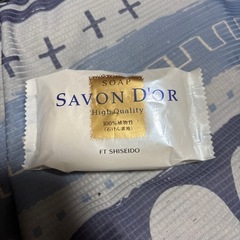 SOAP
SAVON D'OR
High Quality
100%植物性
(石けん素地)
FT SHISEIDO